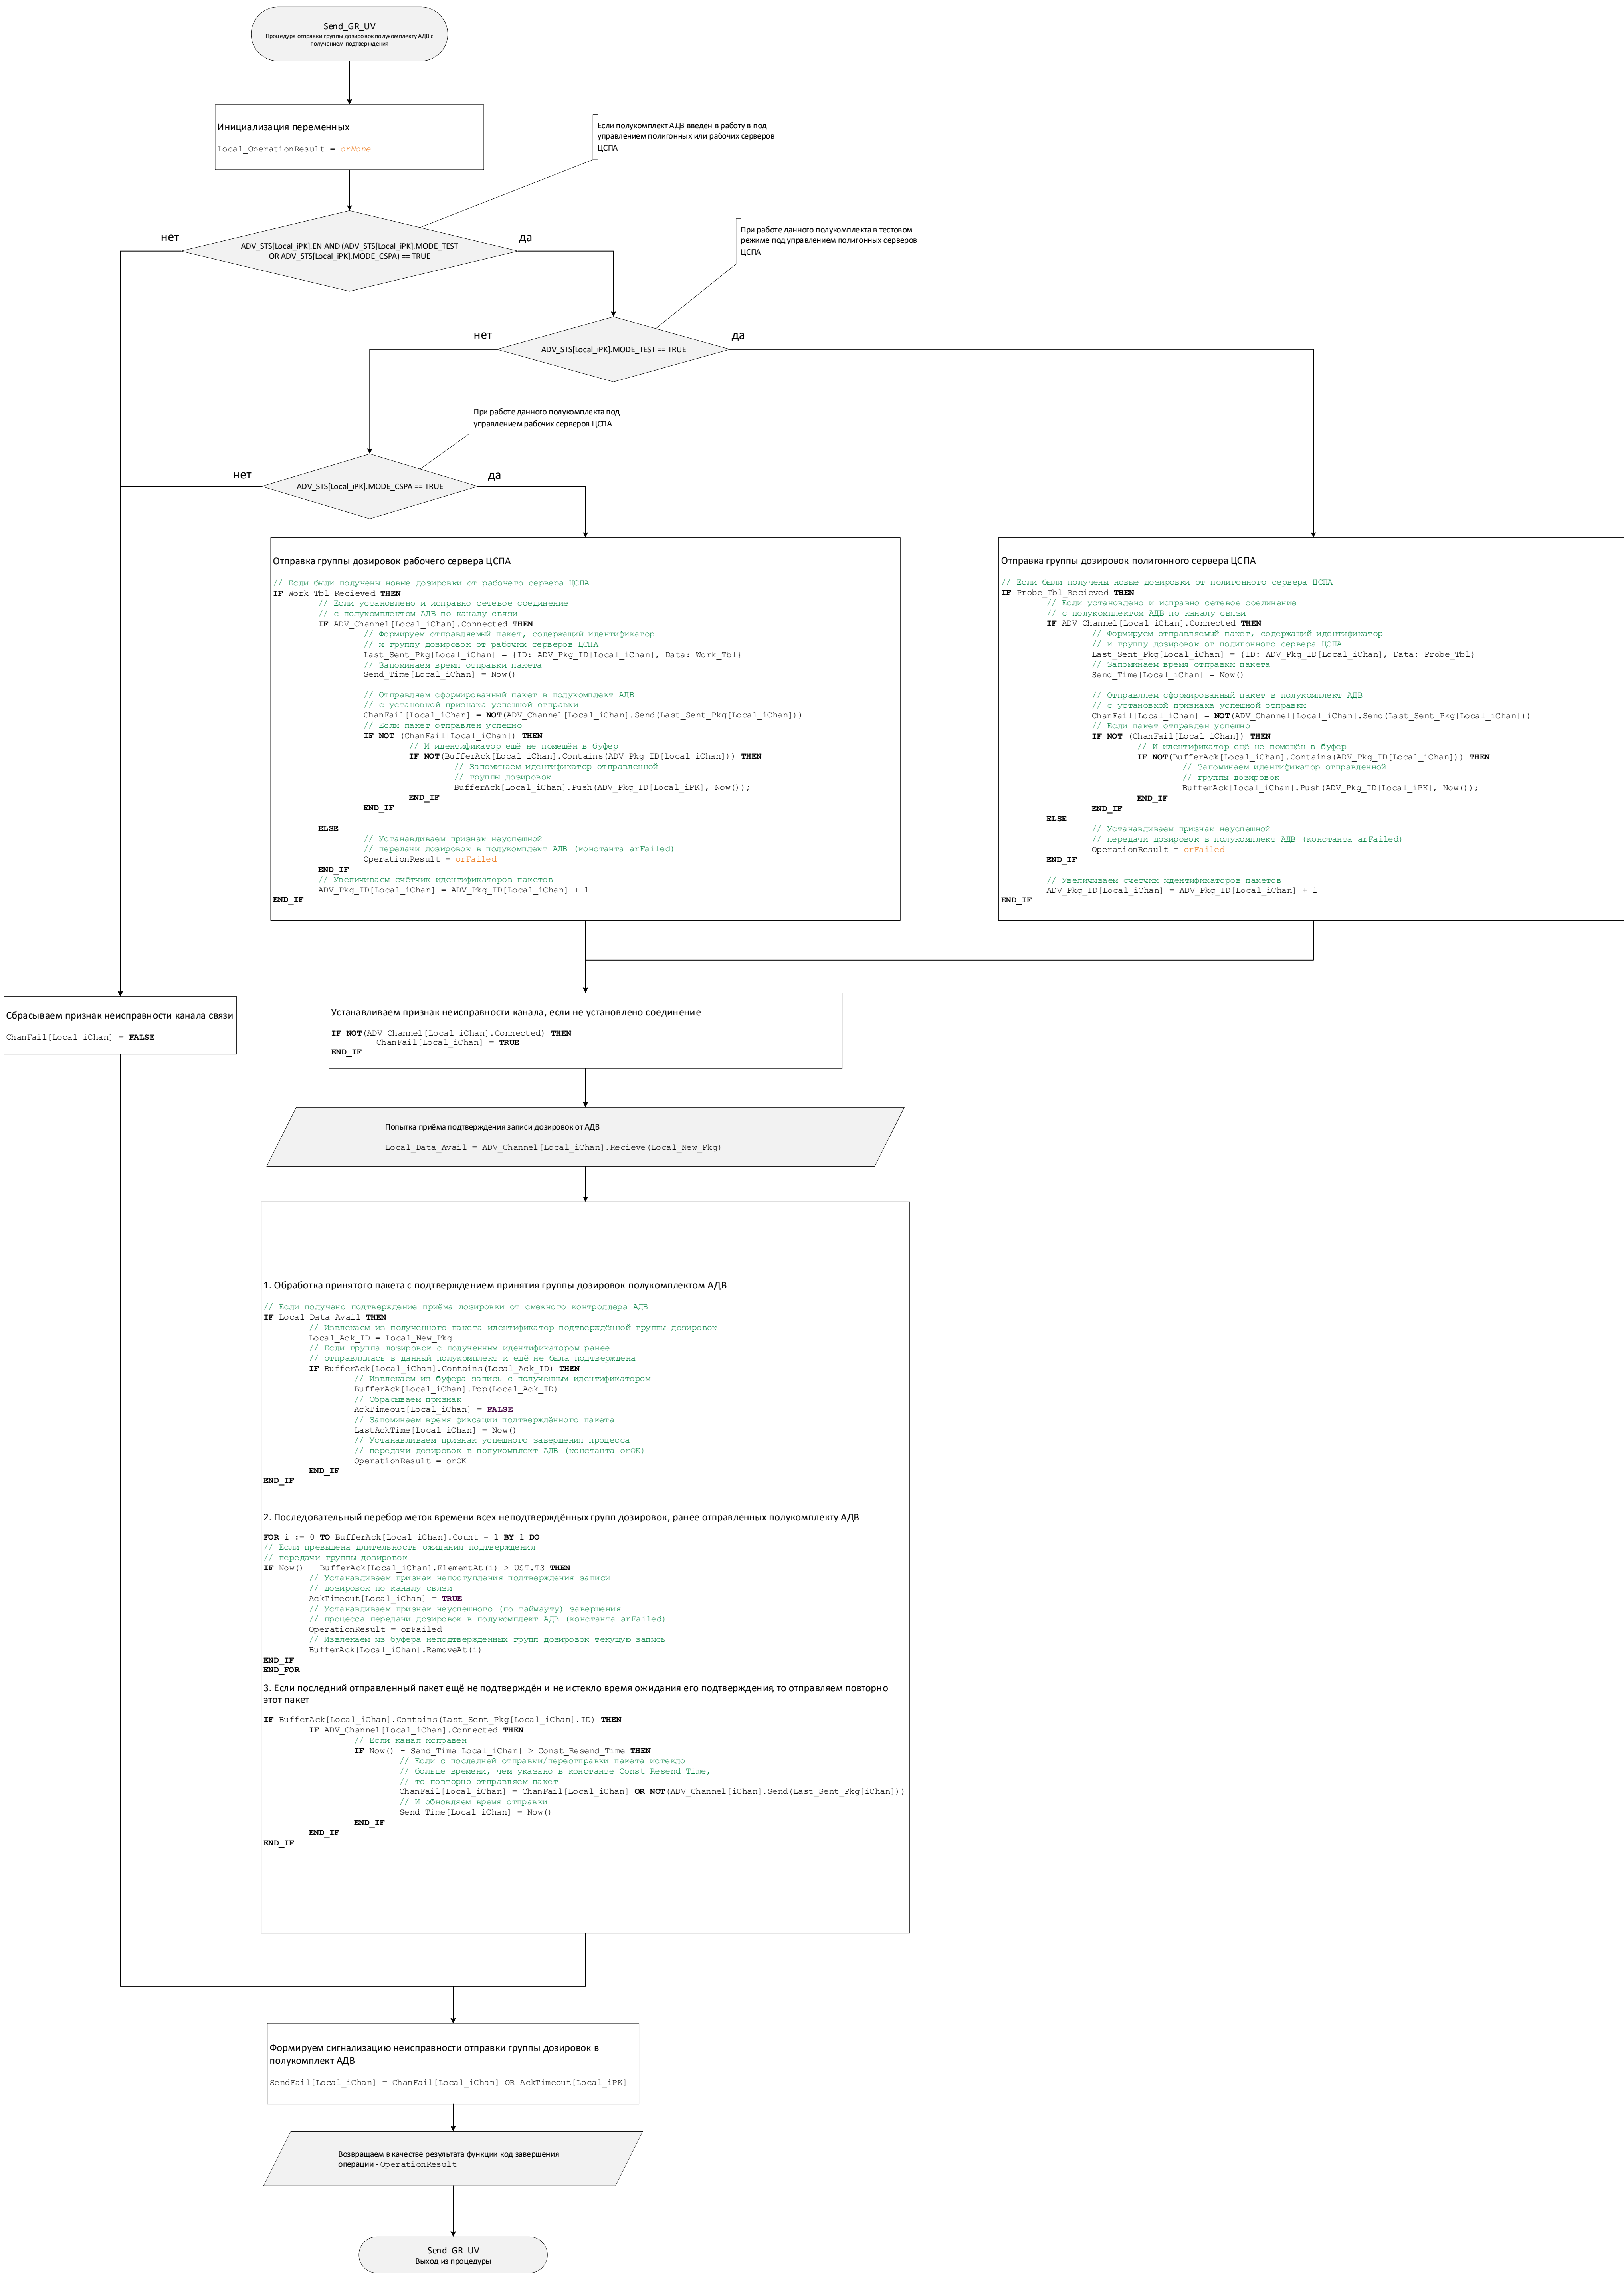 Send_GR_UV
Процедура отправки группы дозировок полукомплекту АДВ с
получением подтверждения
Инициализация переменных
Local_OperationResult = orNone
Если полукомплект АДВ введён в работу в под
управлением полигонных или рабочих серверов
ЦСПА
нет
ADV_STS[Local_iPK].EN AND (ADV_STS[Local_iPK].MODE_TEST
OR ADV_STS[Local_iPK].MODE_CSPA) == TRUE
да
При работе данного полукомплекта в тестовом
режиме под управлением полигонных серверов
ЦСПА
нет
ADV_STS[Local_iPK].MODE_TEST == TRUE
да
При работе данного полукомплекта под
управлением рабочих серверов ЦСПА
нет
ADV_STS[Local_iPK].MODE_CSPA == TRUE
да
Отправка группы дозировок рабочего сервера ЦСПА
// Если были получены новые дозировки от рабочего сервера ЦСПА
IF Work_Tbl_Recieved THEN
// Если установлено и исправно сетевое соединение
// с полукомплектом АДВ по каналу связи
IF ADV_Channel[Local_iChan].Connected THEN
// Формируем отправляемый пакет, содержащий идентификатор
// и группу дозировок от рабочих серверов ЦСПА
Last_Sent_Pkg[Local_iChan] = {ID: ADV_Pkg_ID[Local_iChan], Data: Work_Tbl}
// Запоминаем время отправки пакета
Send_Time[Local_iChan] = Now()
// Отправляем сформированный пакет в полукомплект АДВ
// с установкой признака успешной отправки
ChanFail[Local_iChan] = NOT(ADV_Channel[Local_iChan].Send(Last_Sent_Pkg[Local_iChan]))
// Если пакет отправлен успешно
IF NOT (ChanFail[Local_iChan]) THEN
// И идентификатор ещё не помещён в буфер
IF NOT(BufferAck[Local_iChan].Contains(ADV_Pkg_ID[Local_iChan])) THEN
// Запоминаем идентификатор отправленной
// группы дозировок
BufferAck[Local_iChan].Push(ADV_Pkg_ID[Local_iPK], Now());
END_IF
END_IF
ELSE
// Устанавливаем признак неуспешной
// передачи дозировок в полукомплект АДВ (константа arFailed)
OperationResult = orFailed
END_IF
// Увеличиваем счётчик идентификаторов пакетов
ADV_Pkg_ID[Local_iChan] = ADV_Pkg_ID[Local_iChan] + 1
END_IF
Отправка группы дозировок полигонного сервера ЦСПА
// Если были получены новые дозировки от полигонного сервера ЦСПА
IF Probe_Tbl_Recieved THEN
// Если установлено и исправно сетевое соединение
// с полукомплектом АДВ по каналу связи
IF ADV_Channel[Local_iChan].Connected THEN
// Формируем отправляемый пакет, содержащий идентификатор
// и группу дозировок от полигонного сервера ЦСПА
Last_Sent_Pkg[Local_iChan] = {ID: ADV_Pkg_ID[Local_iChan], Data: Probe_Tbl}
// Запоминаем время отправки пакета
Send_Time[Local_iChan] = Now()
// Отправляем сформированный пакет в полукомплект АДВ
// с установкой признака успешной отправки
ChanFail[Local_iChan] = NOT(ADV_Channel[Local_iChan].Send(Last_Sent_Pkg[Local_iChan]))
// Если пакет отправлен успешно
IF NOT (ChanFail[Local_iChan]) THEN
// И идентификатор ещё не помещён в буфер
IF NOT(BufferAck[Local_iChan].Contains(ADV_Pkg_ID[Local_iChan])) THEN
// Запоминаем идентификатор отправленной
// группы дозировок
BufferAck[Local_iChan].Push(ADV_Pkg_ID[Local_iPK], Now());
END_IF
END_IF
ELSE
// Устанавливаем признак неуспешной
// передачи дозировок в полукомплект АДВ (константа arFailed)
OperationResult = orFailed
END_IF
// Увеличиваем счётчик идентификаторов пакетов
ADV_Pkg_ID[Local_iChan] = ADV_Pkg_ID[Local_iChan] + 1
END_IF
Сбрасываем признак неисправности канала связи
ChanFail[Local_iChan] = FALSE
Устанавливаем признак неисправности канала, если не установлено соединение
IF NOT(ADV_Channel[Local_iChan].Connected) THEN
ChanFail[Local_iChan] = TRUE
END_IF
Попытка приёма подтверждения записи дозировок от АДВ
Local_Data_Avail = ADV_Channel[Local_iChan].Recieve(Local_New_Pkg)
1. Обработка принятого пакета с подтверждением принятия группы дозировок полукомплектом АДВ
// Если получено подтверждение приёма дозировки от смежного контроллера АДВ
IF Local_Data_Avail THEN
// Извлекаем из полученного пакета идентификатор подтверждённой группы дозировок
Local_Ack_ID = Local_New_Pkg
// Если группа дозировок с полученным идентификатором ранее
// отправлялась в данный полукомплект и ещё не была подтверждена
IF BufferAck[Local_iChan].Contains(Local_Ack_ID) THEN
// Извлекаем из буфера запись с полученным идентификатором
BufferAck[Local_iChan].Pop(Local_Ack_ID)
// Сбрасываем признак
AckTimeout[Local_iChan] = FALSE
// Запоминаем время фиксации подтверждённого пакета
LastAckTime[Local_iChan] = Now()
// Устанавливаем признак успешного завершения процесса
// передачи дозировок в полукомплект АДВ (константа orOK)
OperationResult = orOK
END_IF
END_IF
2. Последовательный перебор меток времени всех неподтверждённых групп дозировок, ранее отправленных полукомплекту АДВ
FOR i := 0 TO BufferAck[Local_iChan].Count - 1 BY 1 DO
// Если превышена длительность ожидания подтверждения
// передачи группы дозировок
IF Now() - BufferAck[Local_iChan].ElementAt(i) > UST.T3 THEN
// Устанавливаем признак непоступления подтверждения записи
// дозировок по каналу связи
AckTimeout[Local_iChan] = TRUE
// Устанавливаем признак неуспешного (по таймауту) завершения
// процесса передачи дозировок в полукомплект АДВ (константа arFailed)
OperationResult = orFailed
// Извлекаем из буфера неподтверждённых групп дозировок текущую запись
BufferAck[Local_iChan].RemoveAt(i)
END_IF
END_FOR
3. Если последний отправленный пакет ещё не подтверждён и не истекло время ожидания его подтверждения, то отправляем повторно
этот пакет
IF BufferAck[Local_iChan].Contains(Last_Sent_Pkg[Local_iChan].ID) THEN
IF ADV_Channel[Local_iChan].Connected THEN
// Если канал исправен
IF Now() - Send_Time[Local_iChan] > Const_Resend_Time THEN
// Если с последней отправки/переотправки пакета истекло
// больше времени, чем указано в константе Const_Resend_Time,
// то повторно отправляем пакет
ChanFail[Local_iChan] = ChanFail[Local_iChan] OR NOT(ADV_Channel[iChan].Send(Last_Sent_Pkg[iChan]))
// И обновляем время отправки
Send_Time[Local_iChan] = Now()
END_IF
END_IF
END_IF
Формируем сигнализацию неисправности отправки группы дозировок в
полукомплект АДВ
SendFail[Local_iChan] = ChanFail[Local_iChan] OR AckTimeout[Local_iPK]
Возвращаем в качестве результата функции код завершения
операции - OperationResult
Send_GR_UV
Выход из процедуры